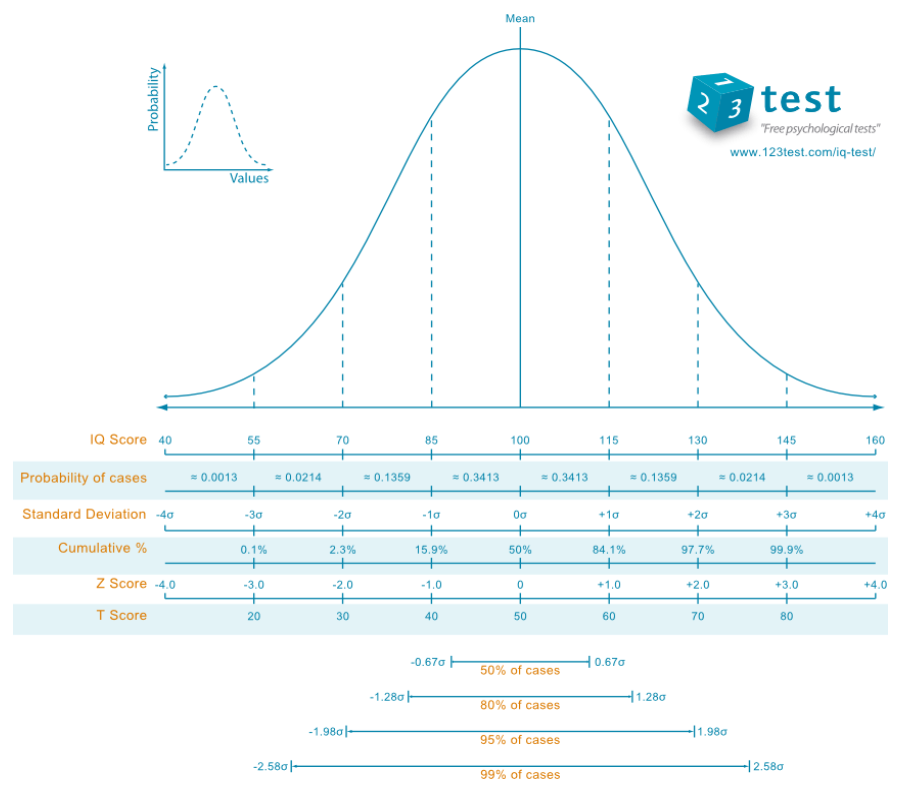 Mean
Probability
Values
1 2 3 test
"Free psychological tests"
www.123test.com/iq-test/
IQ Score 40 55 70 85 100 115 130 145 160
Probability of cases ≈ 0.0013 ≈ 0.0214 ≈ 0.1359 ≈ 0.3413 ≈ 0.3413 ≈ 0.1359 ≈ 0.0214 ≈ 0.0013
Standard Deviation -4σ -3σ -2σ -1σ 0σ +1σ +2σ +3σ +4σ
Cumulative % 0.1% 2.3% 15.9% 50% 84.1% 97.7% 99.9%
Z Score -4.0 -3.0 -2.0 -1.0 0 +1.0 +2.0 +3.0 +4.0
T Score 20 30 40 50 60 70 80
-0.67σ 0.67σ
50% of cases
-1.28σ 1.28σ
80% of cases
-1.98σ 1.98σ
95% of cases
-2.58σ 2.58σ
99% of cases